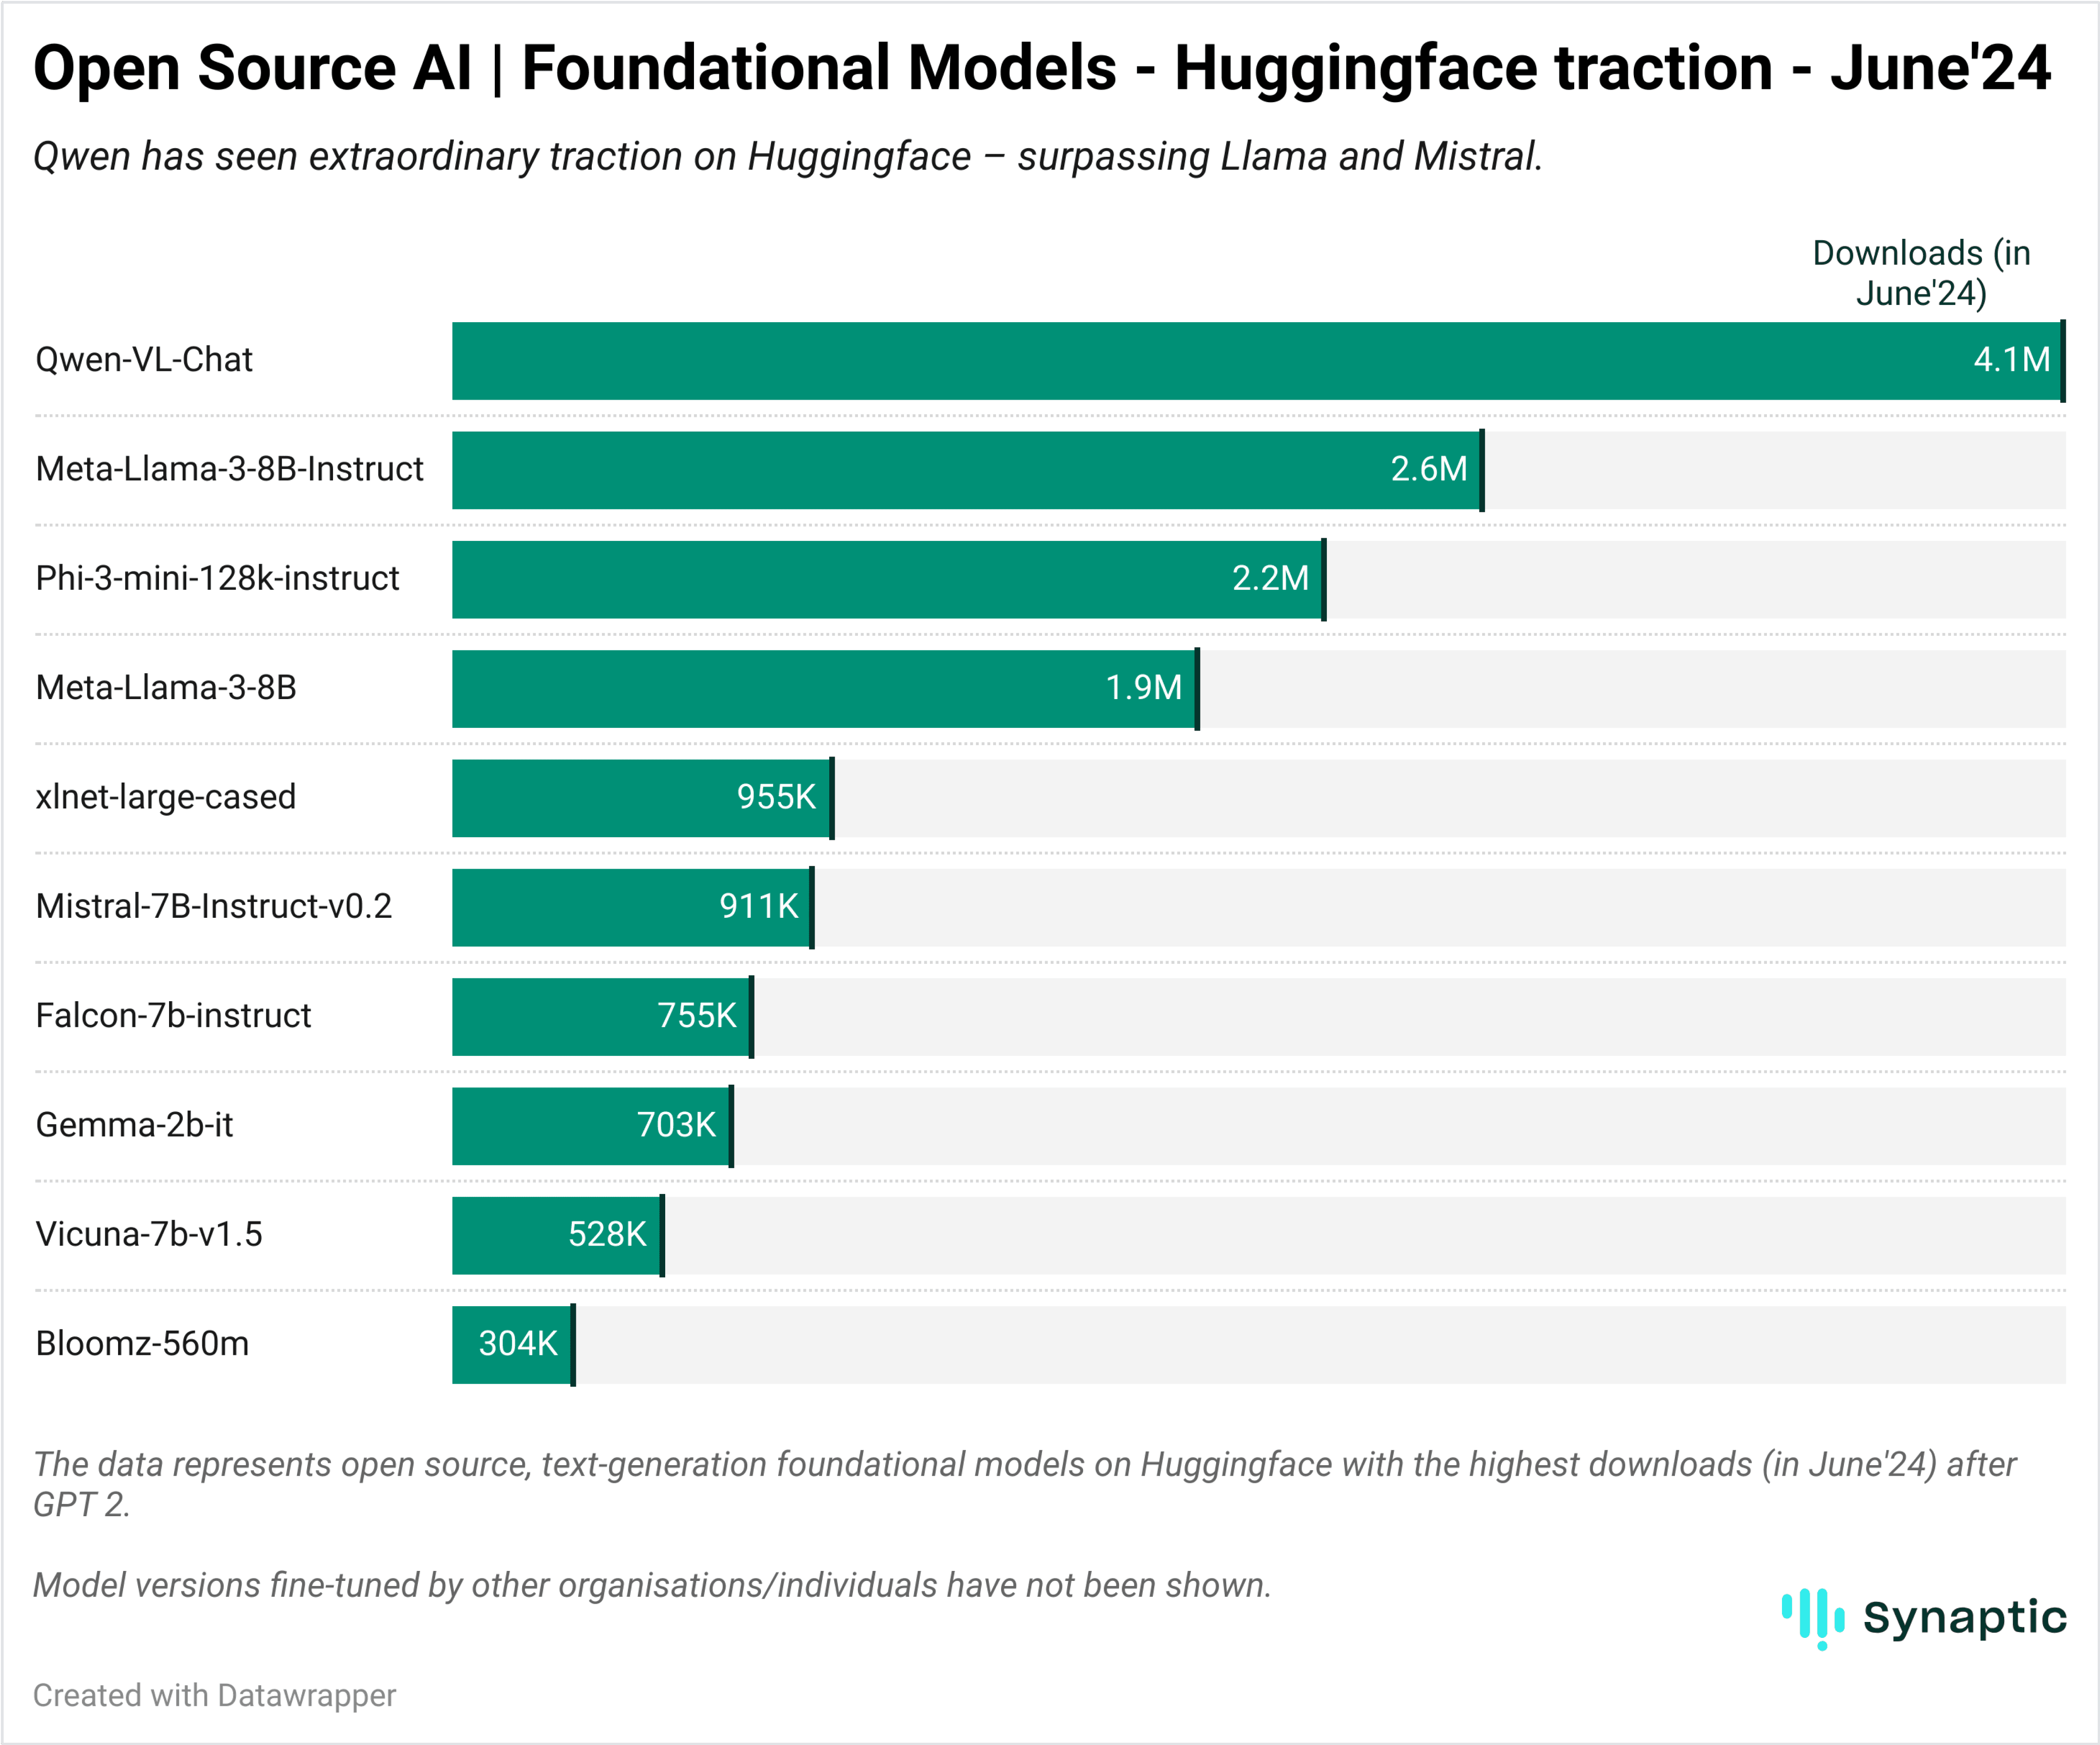 Open Source AI | Foundational Models - Huggingface traction - June'24
Qwen has seen extraordinary traction on Huggingface – surpassing Llama and Mistral.
Downloads (in
June'24)
Qwen-VL-Chat 4.1M
Meta-Llama-3-8B-Instruct 2.6M
Phi-3-mini-128k-instruct 2.2M
Meta-Llama-3-8B 1.9M
xlnet-large-cased 955K
Mistral-7B-Instruct-v0.2 911K
Falcon-7b-instruct 755K
Gemma-2b-it 703K
Vicuna-7b-v1.5 528K
Bloomz-560m 304K
The data represents open source, text-generation foundational models on Huggingface with the highest downloads (in June'24) after
GPT 2.
Model versions fine-tuned by other organisations/individuals have not been shown.
Synaptic
Created with Datawrapper